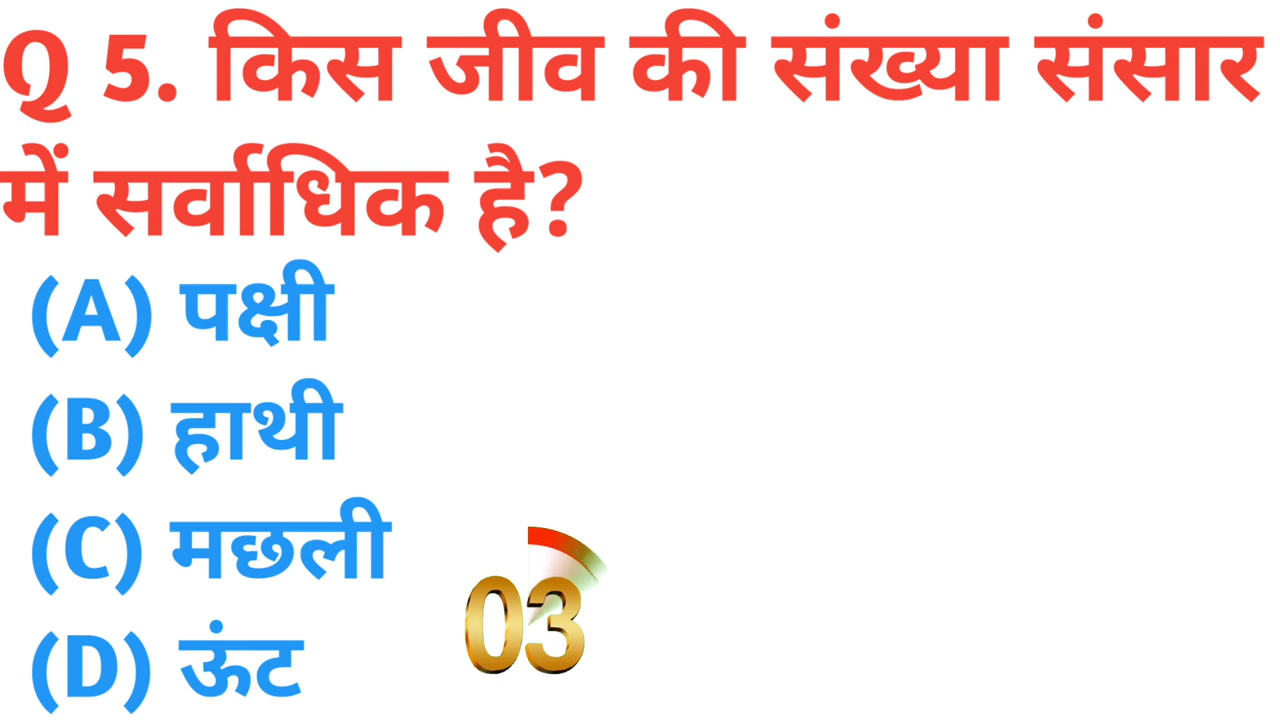 Q 5. किस जीव की संख्या संसार
में सर्वाधिक है?
(A) पक्षी
(B) हाथी
(C) मछली
(D) ऊंट
03